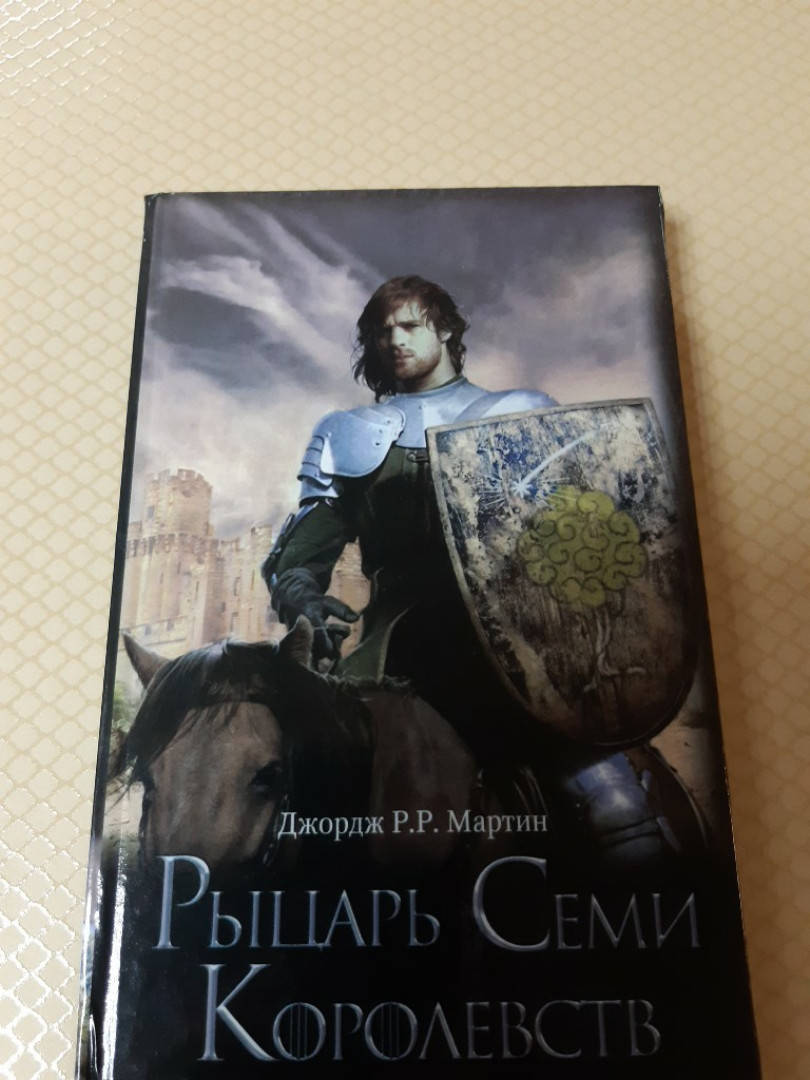 Джордж Р.Р. Мартин
Рыцарь Семи
Королевств